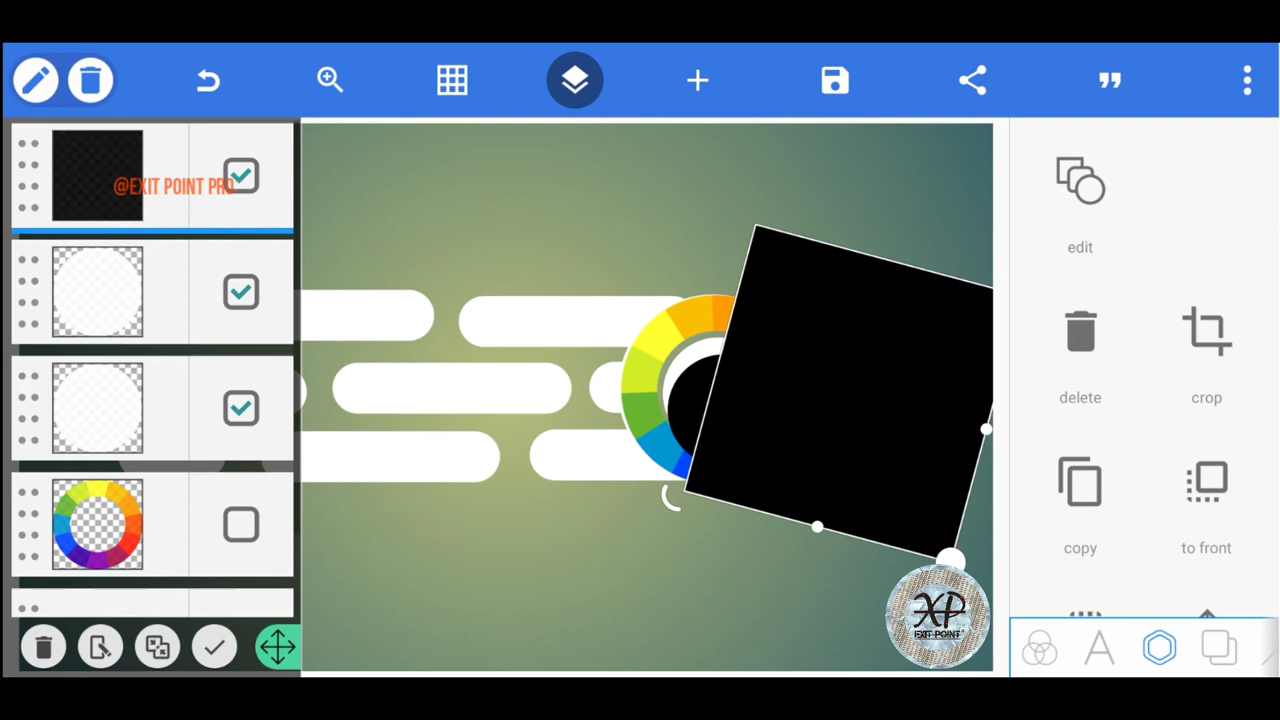 @EXIT POINT PRO
edit
delete
crop
copy
to front
XP
EXIT POINT